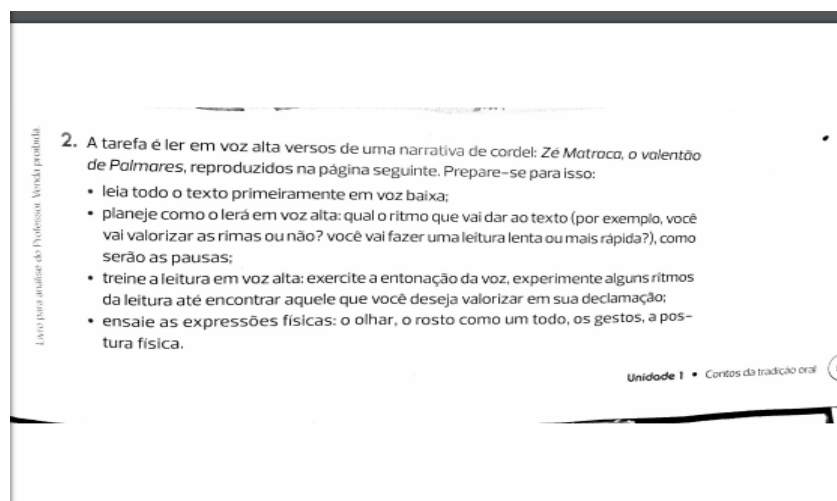 2. A tarefa é ler em voz alta versos de uma narrativa de cordel: Zé Matraca, o valentão
de Palmares, reproduzidos na página seguinte. Prepare-se para isso:
• leia todo o texto primeiramente em voz baixa;
• planeje como o lerá em voz alta: qual o ritmo que vai dar ao texto (por exemplo, você
vai valorizar as rimas ou não? você vai fazer uma leitura lenta ou mais rápida?), como
serão as pausas;
• treine a leitura em voz alta: exercite a entonação da voz, experimente alguns ritmos
da leitura até encontrar aquele que você deseja valorizar em sua declamação;
• ensaie as expressões físicas: o olhar, o rosto como um todo, os gestos, a pos-
tura física.
Unidade 1 • Contos da tradição oral
Livro para análise do Professor. Venda proibida.